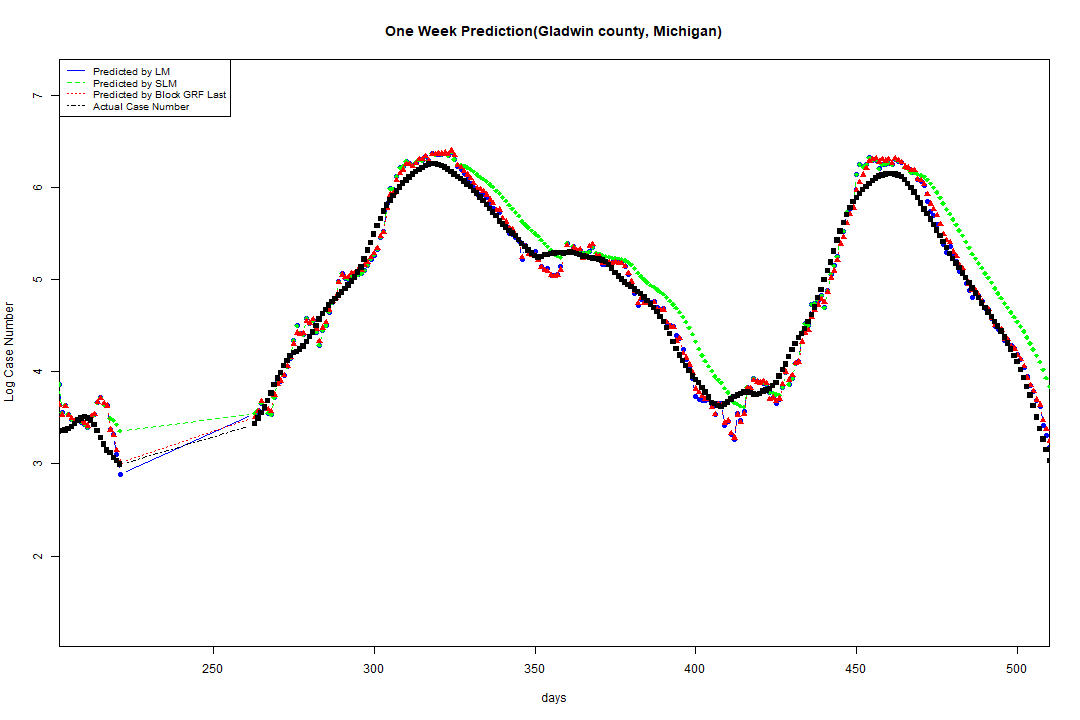 One Week Prediction(Gladwin county, Michigan)
Predicted by LM
Predicted by SLM
Predicted by Block GRF Last
Actual Case Number
7
6
5
4
3
2
Log Case Number
250 300 350 400 450 500
days